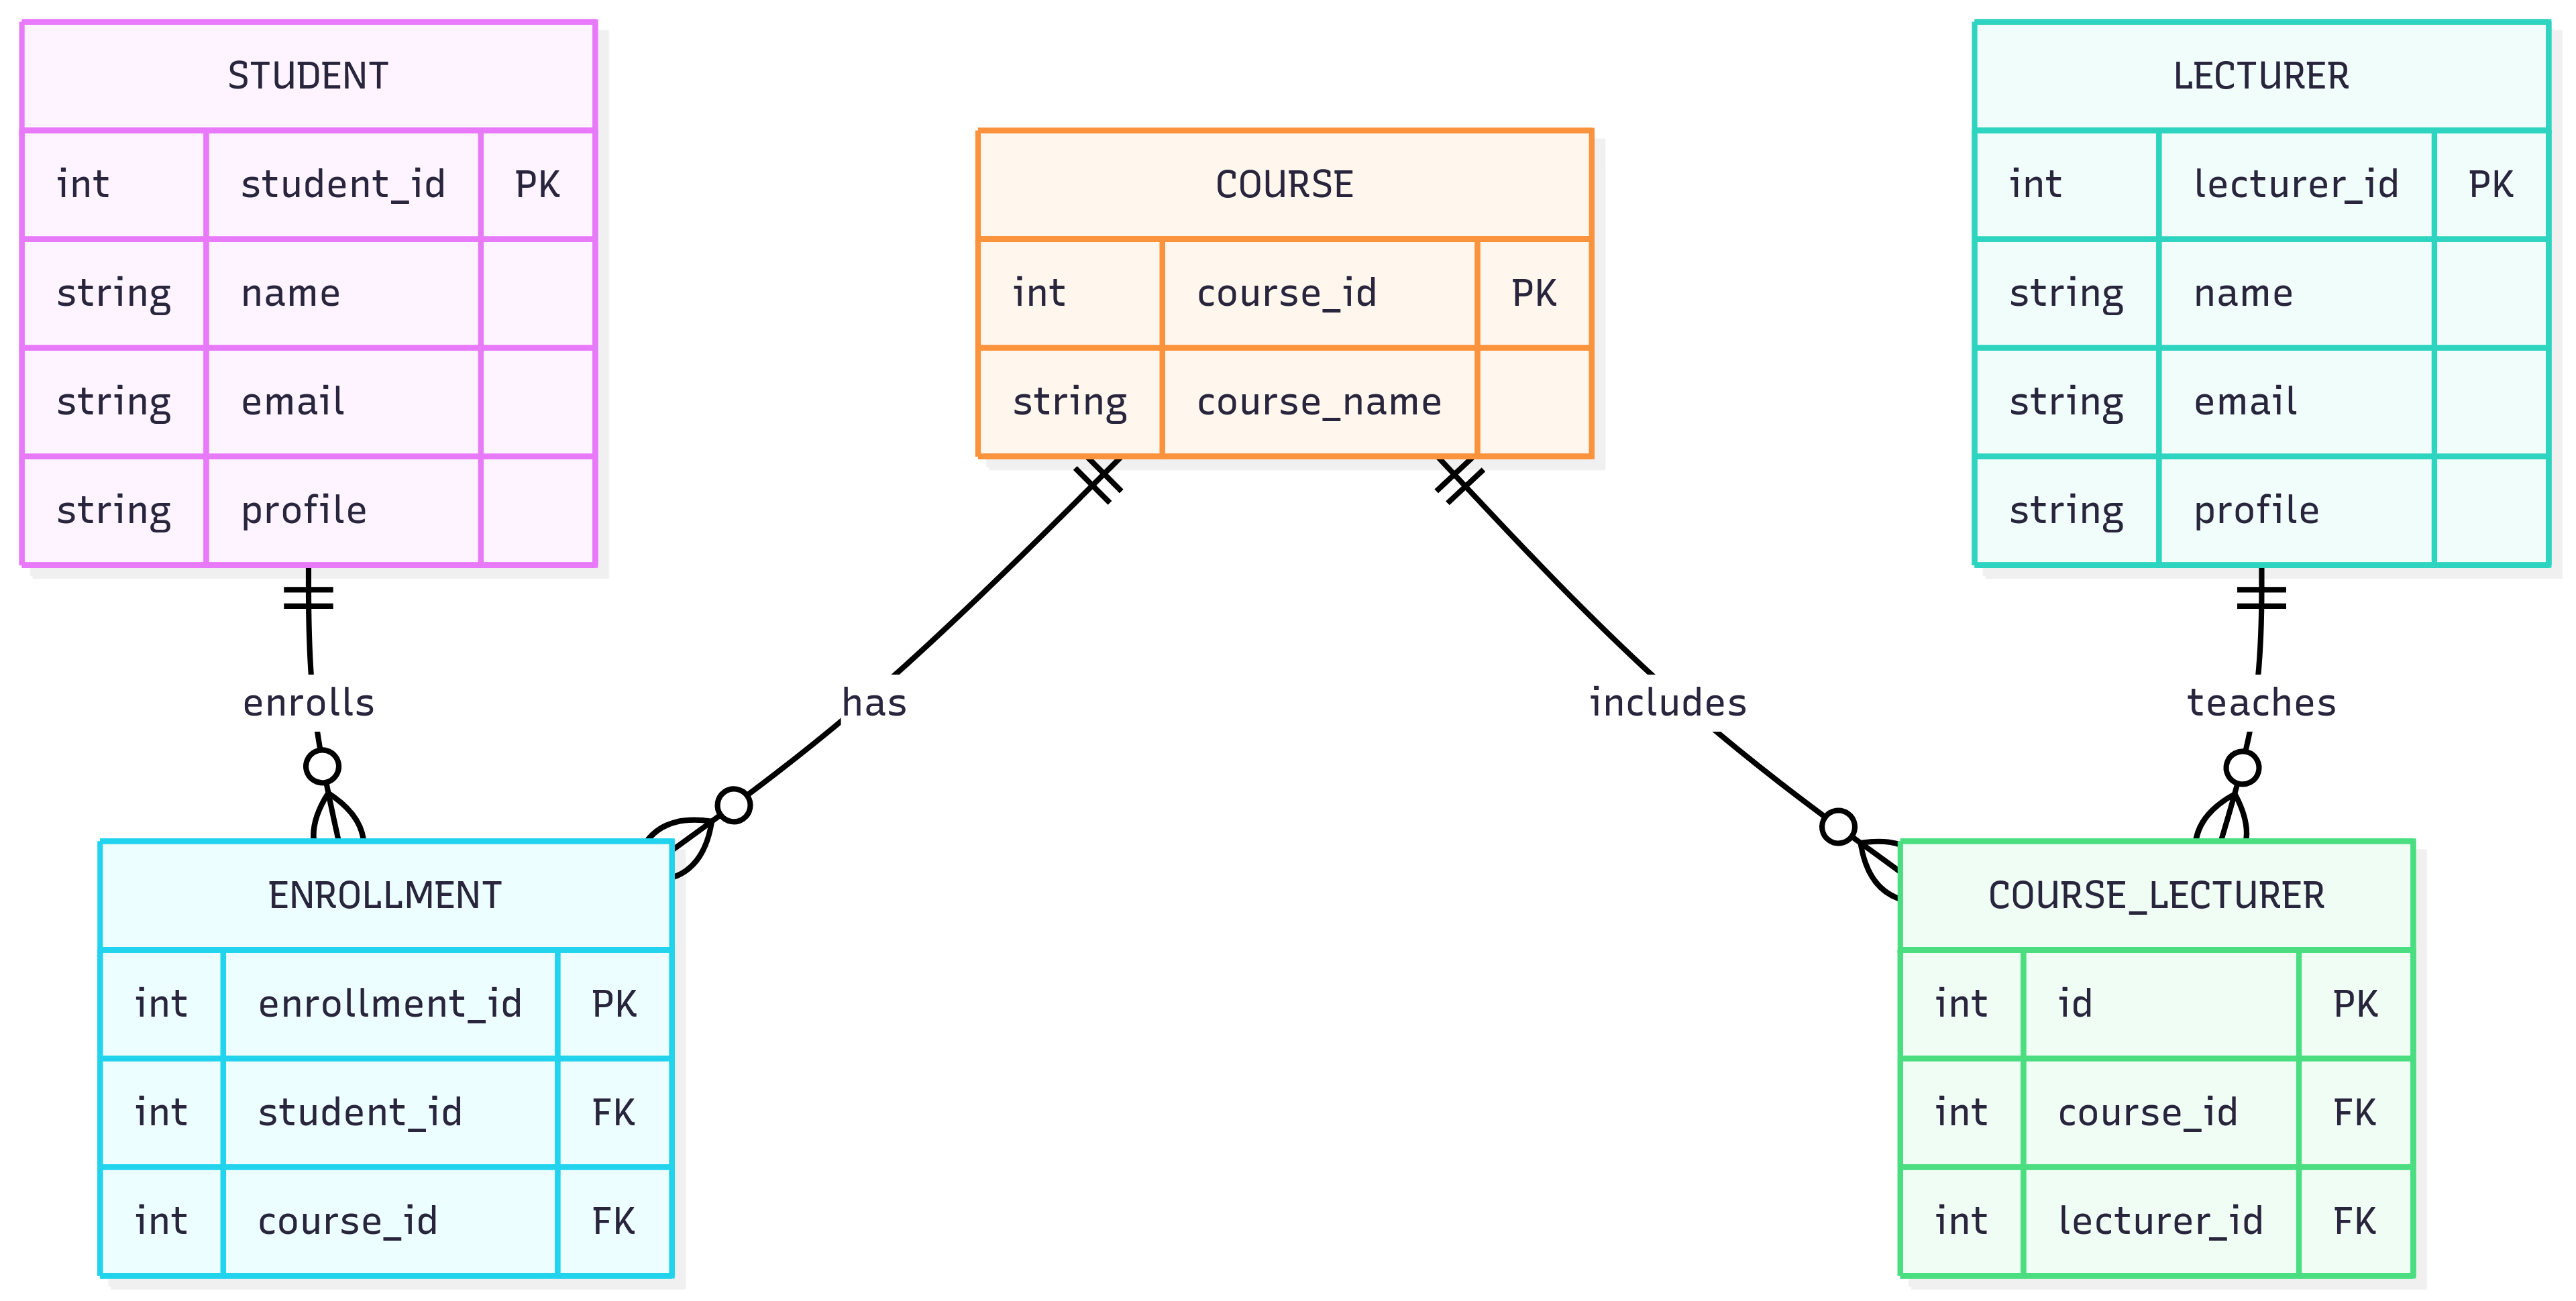 STUDENT
int student_id PK
string name
string email
string profile
COURSE
int course_id PK
string course_name
LECTURER
int lecturer_id PK
string name
string email
string profile
enrolls
has
includes
teaches
ENROLLMENT
int enrollment_id PK
int student_id FK
int course_id FK
COURSE_LECTURER
int id PK
int course_id FK
int lecturer_id FK